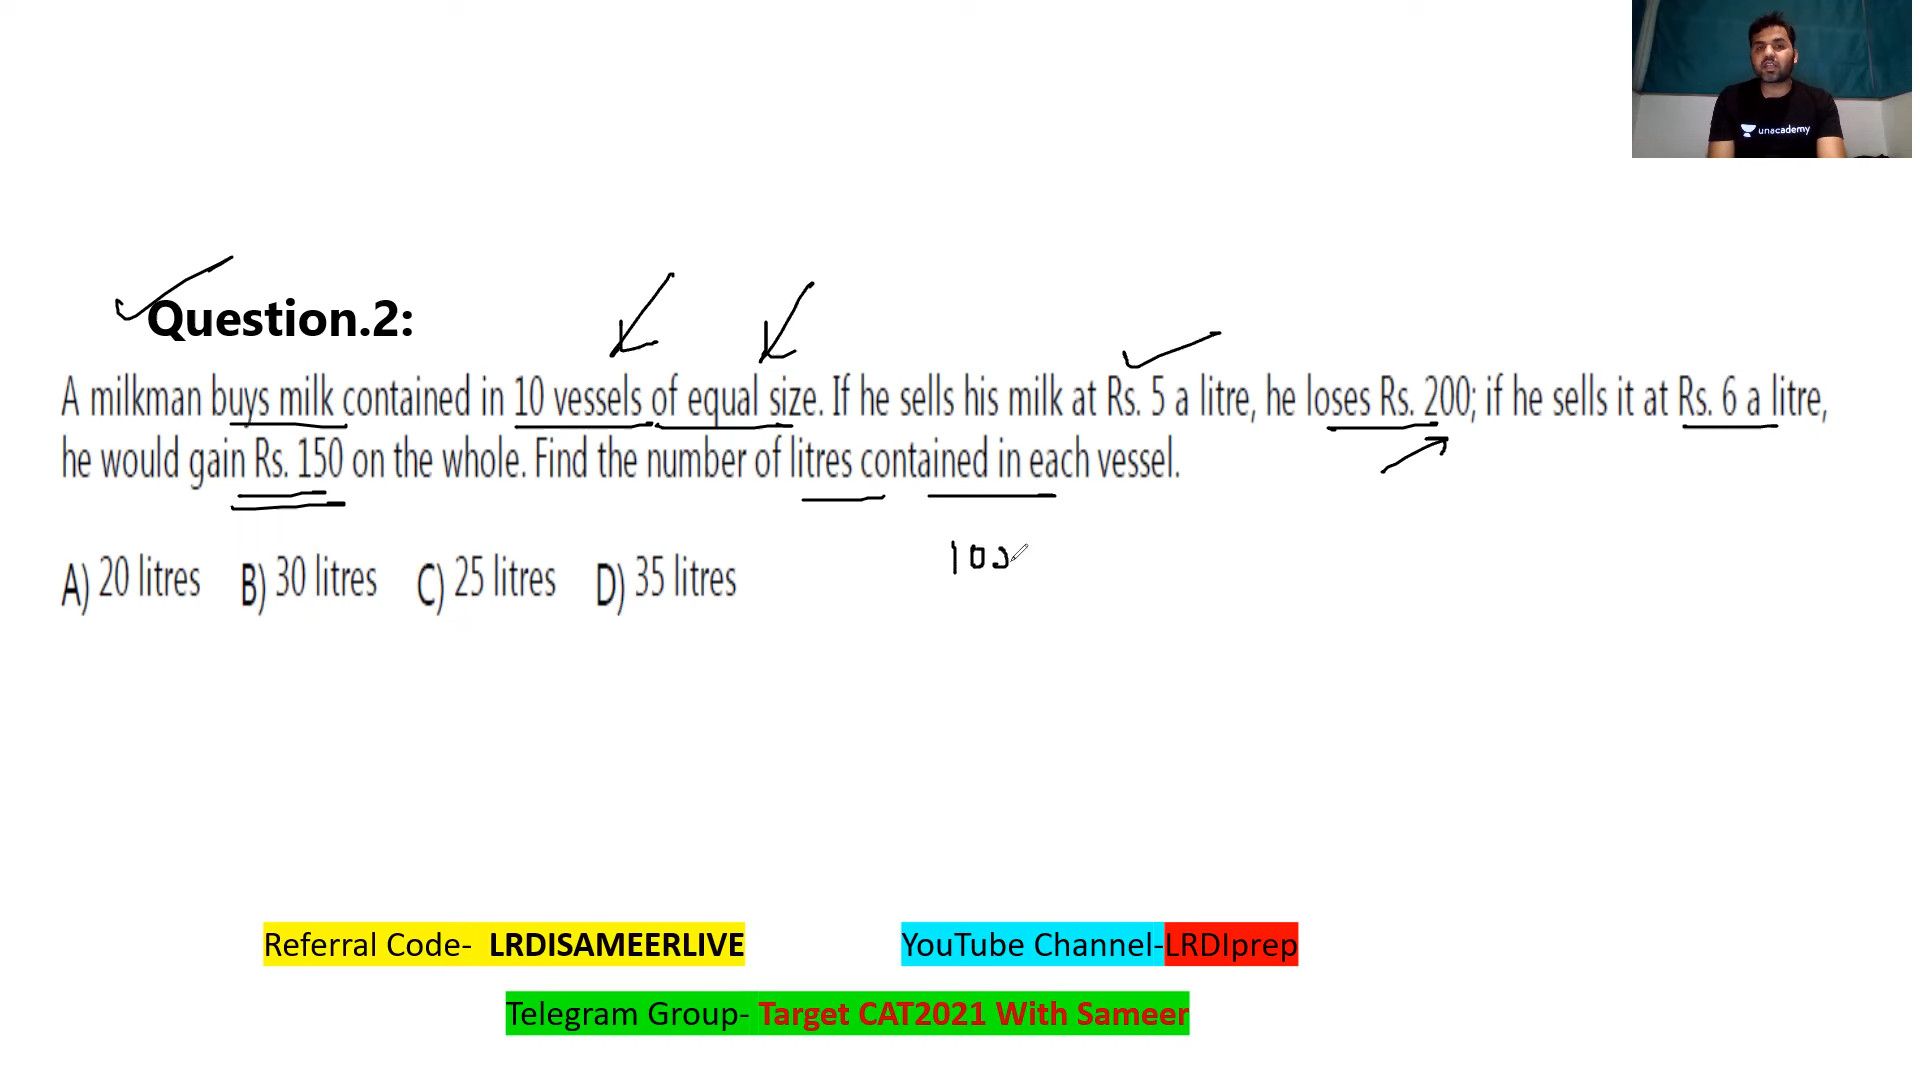 unacademy
Question.2:
A milkman buys milk contained in 10 vessels of equal size. If he sells his milk at Rs. 5 a litre, he loses Rs. 200; if he sells it at Rs. 6 a litre,
he would gain Rs. 150 on the whole. Find the number of litres contained in each vessel.
A) 20 litres B) 30 litres C) 25 litres D) 35 litres
Referral Code- LRDISAMEERLIVE YouTube Channel-LRDIprep
Telegram Group- Target CAT2021 With Sameer